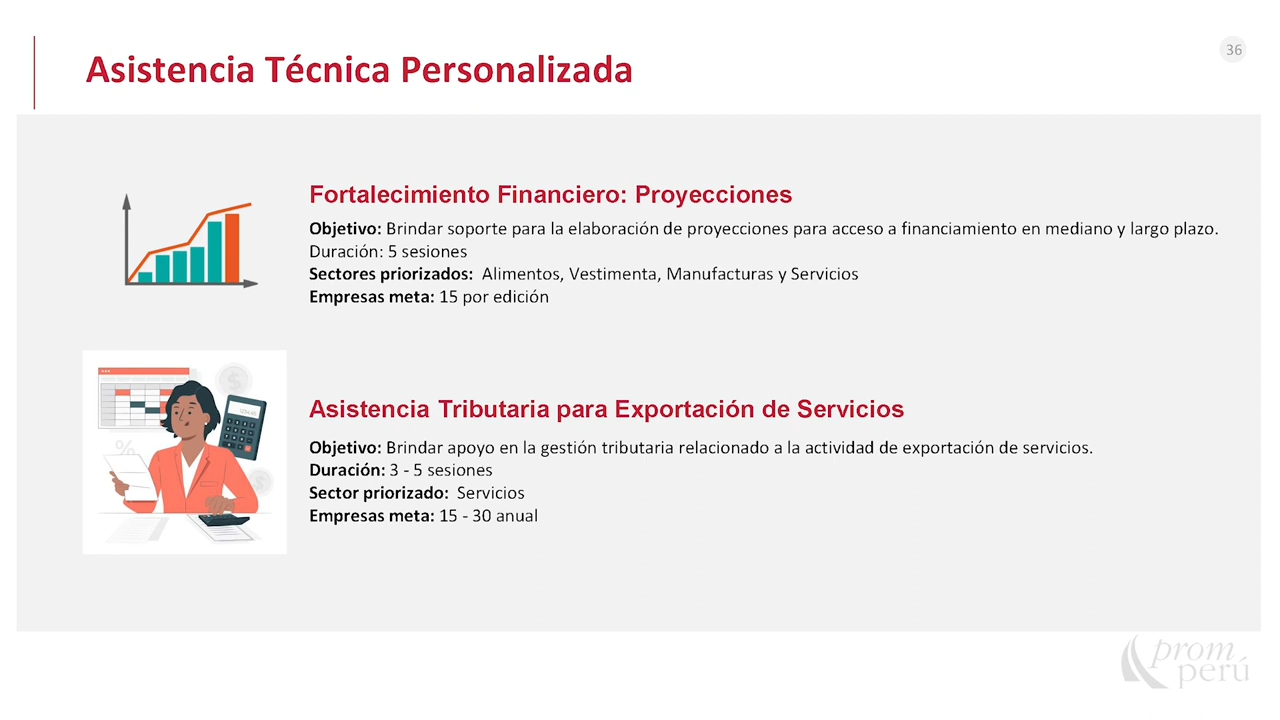 36
Asistencia Técnica Personalizada
Fortalecimiento Financiero: Proyecciones
Objetivo: Brindar soporte para la elaboración de proyecciones para acceso a financiamiento en mediano y largo plazo.
Duración: 5 sesiones
Sectores priorizados: Alimentos, Vestimenta, Manufacturas y Servicios
Empresas meta: 15 por edición
Asistencia Tributaria para Exportación de Servicios
Objetivo: Brindar apoyo en la gestión tributaria relacionado a la actividad de exportación de servicios.
Duración: 3 - 5 sesiones
Sector priorizado: Servicios
Empresas meta: 15 - 30 anual
prom
perú